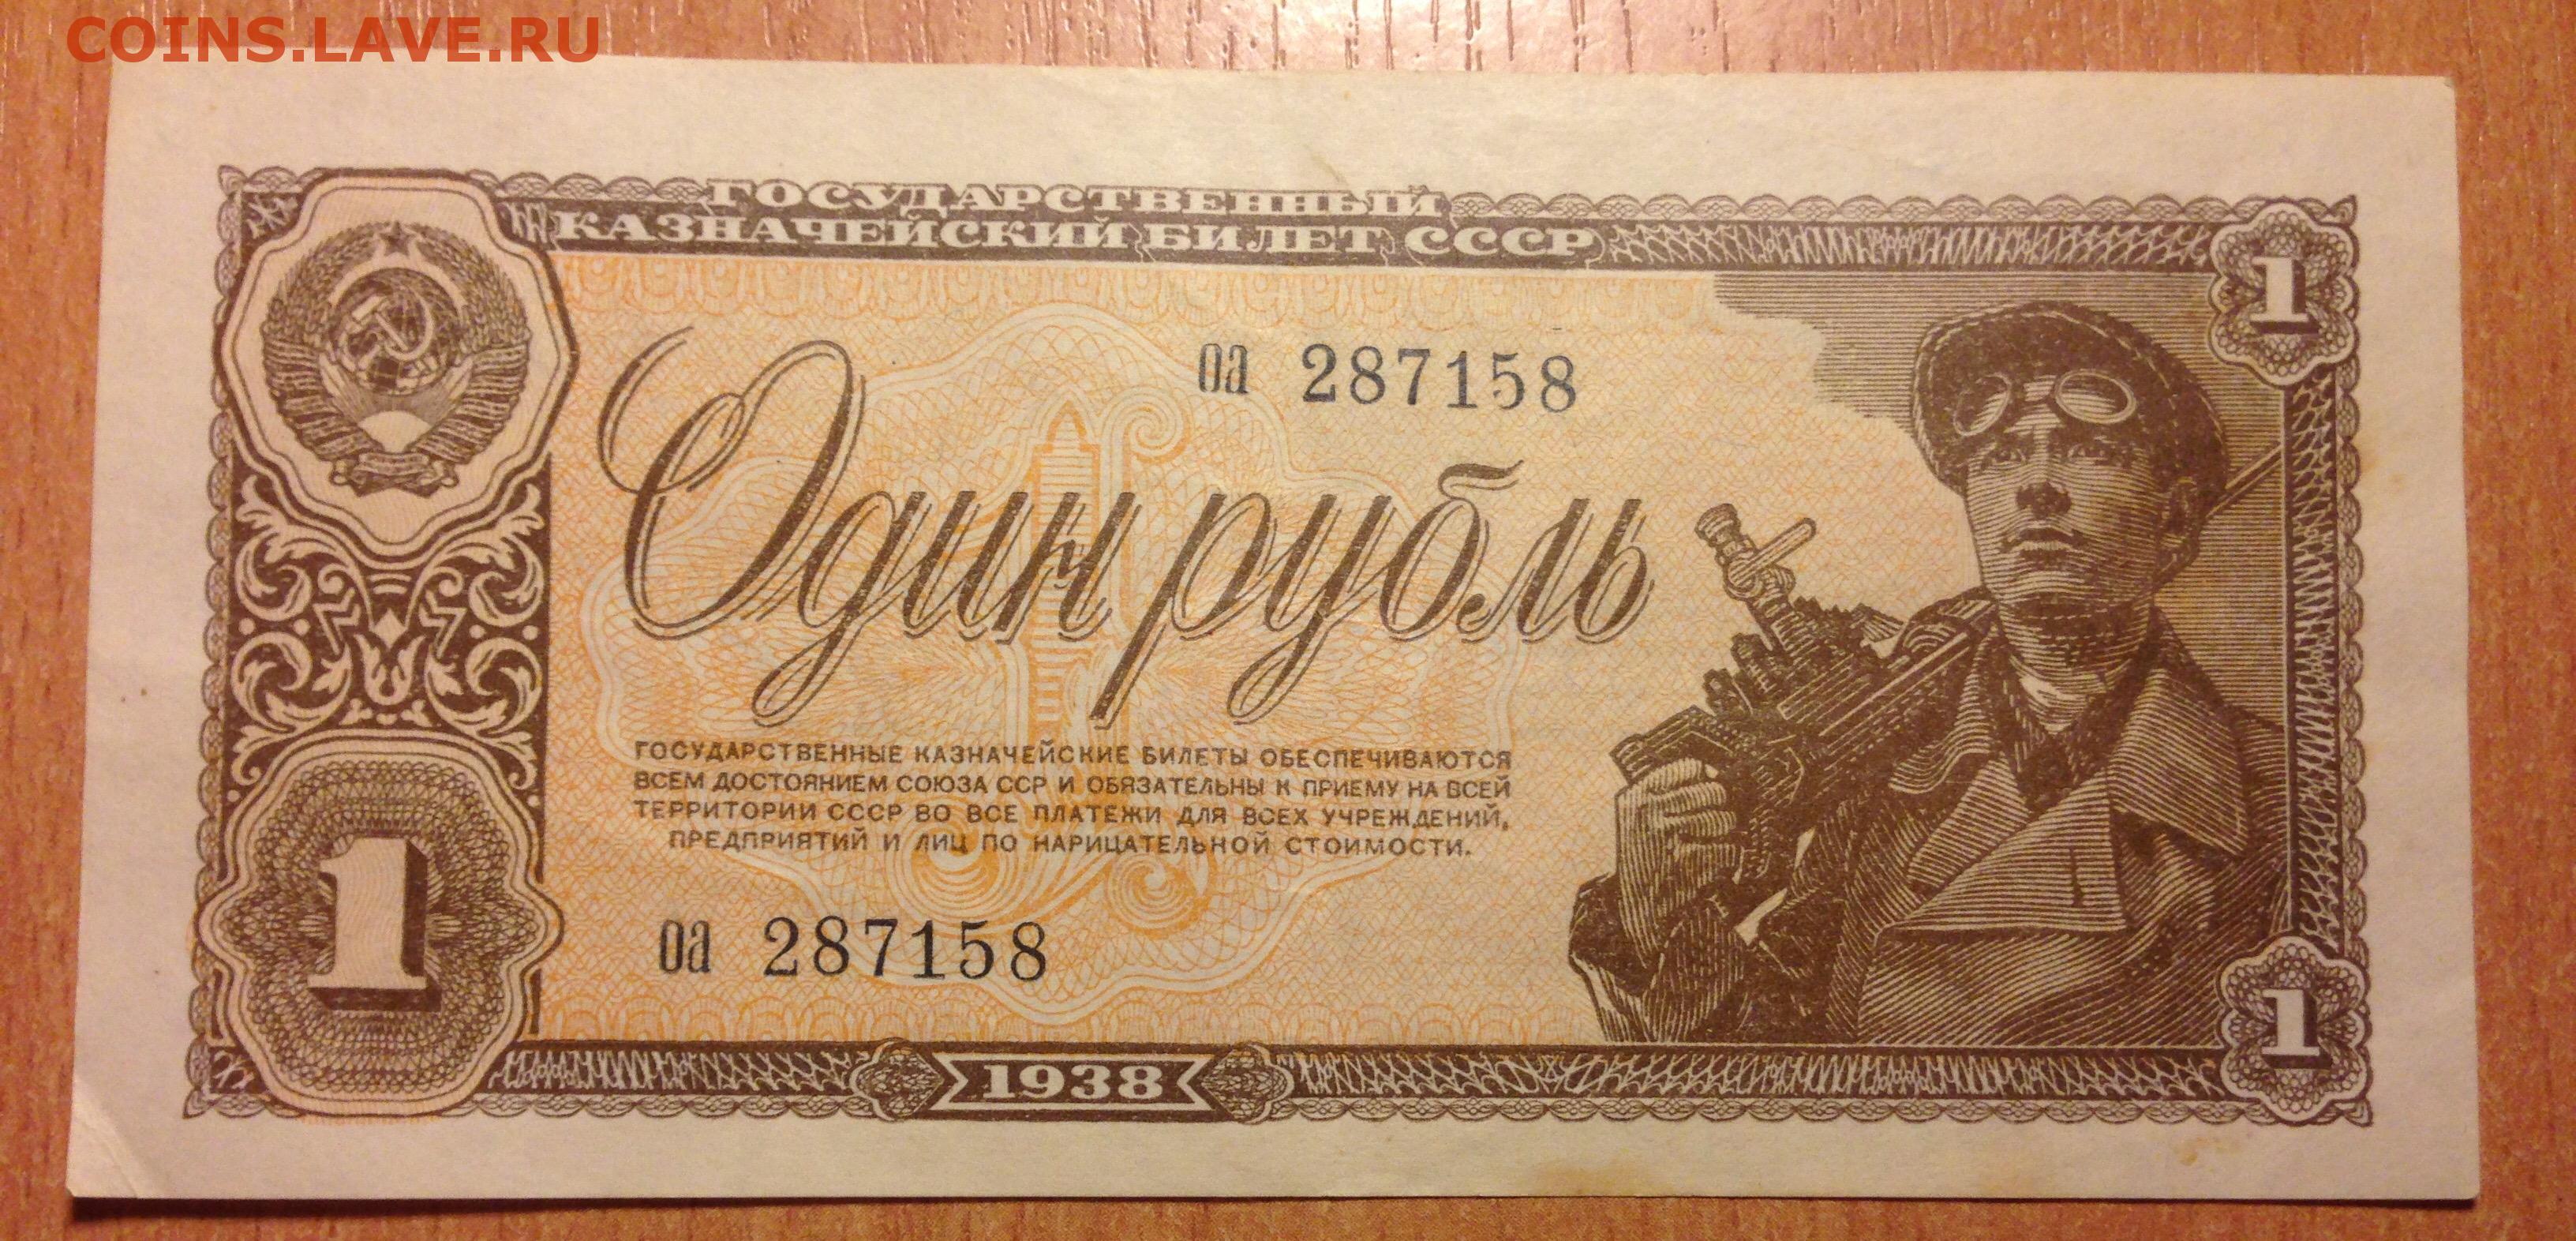 COINS.LAVE.RU
ГОСУДАРСТВЕННЫЙ
КАЗНАЧЕЙСКИЙ БИЛЕТ СССР
1
оа 287158
Один рубль
ГОСУДАРСТВЕННЫЕ КАЗНАЧЕЙСКИЕ БИЛЕТЫ ОБЕСПЕЧИВАЮТСЯ
ВСЕМ ДОСТОЯНИЕМ СОЮЗА ССР И ОБЯЗАТЕЛЬНЫ К ПРИЕМУ НА ВСЕЙ
ТЕРРИТОРИИ СССР ВО ВСЕ ПЛАТЕЖИ ДЛЯ ВСЕХ УЧРЕЖДЕНИЙ,
ПРЕДПРИЯТИЙ И ЛИЦ ПО НАРИЦАТЕЛЬНОЙ СТОИМОСТИ.
1
оа 287158
1
1938
1